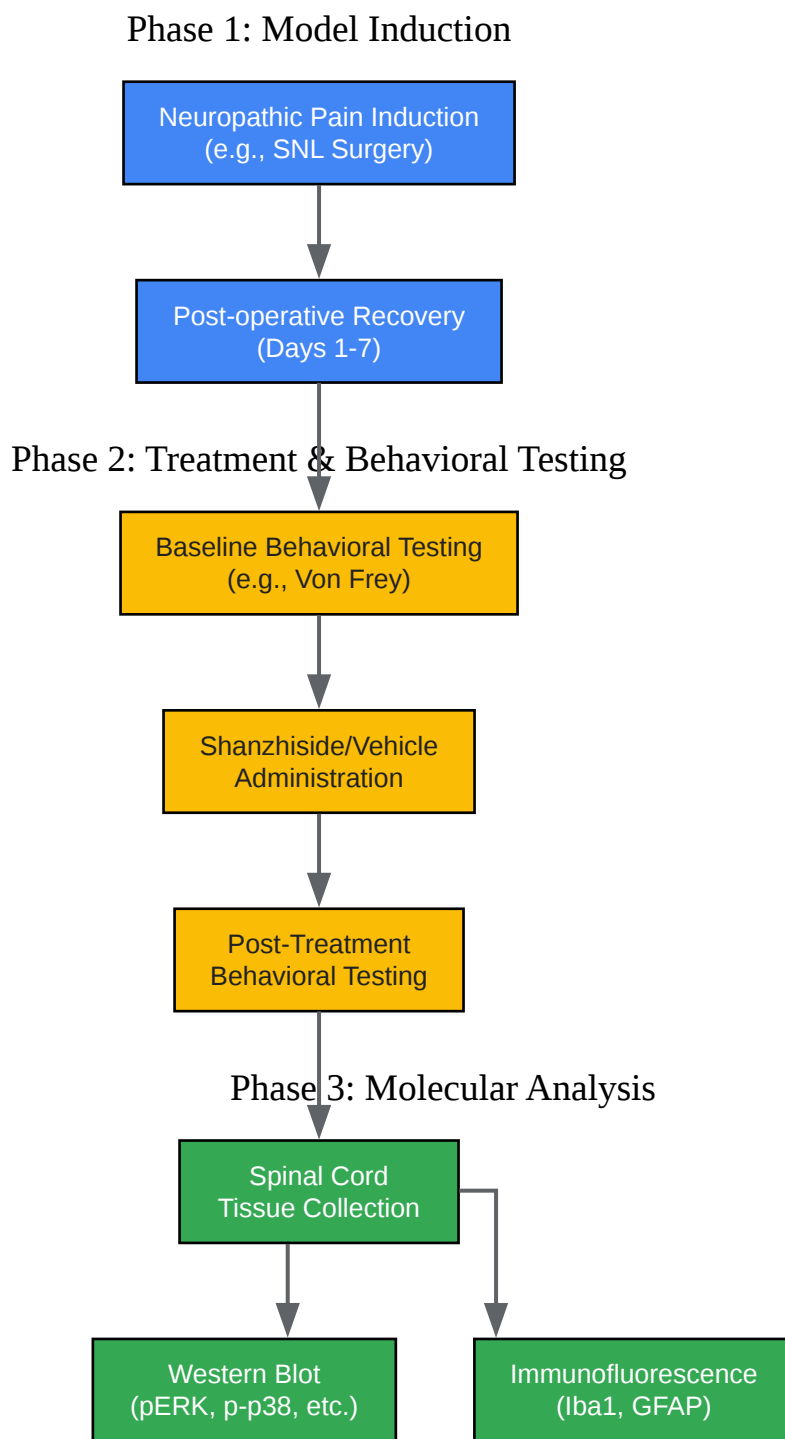 Phase 1: Model Induction
Neuropathic Pain Induction
(e.g., SNL Surgery)
Post-operative Recovery
(Days 1-7)
Phase 2: Treatment & Behavioral Testing
Baseline Behavioral Testing
(e.g., Von Frey)
Shanzhiside/Vehicle
Administration
Post-Treatment
Behavioral Testing
Phase 3: Molecular Analysis
Spinal Cord
Tissue Collection
Western Blot
(pERK, p-p38, etc.)
Immunofluorescence
(Iba1, GFAP)